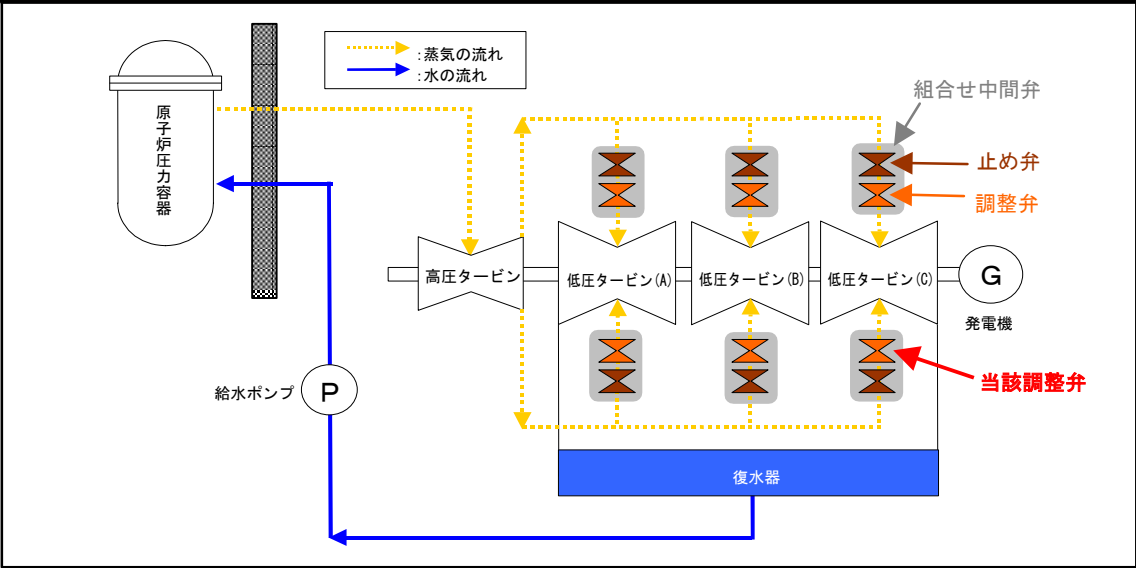 :蒸気の流れ
:水の流れ
原子炉圧力容器
組合せ中間弁
止め弁
調整弁
高圧タービン
低圧タービン(A)
低圧タービン(B)
低圧タービン(C)
G
発電機
当該調整弁
給水ポンプ
P
復水器